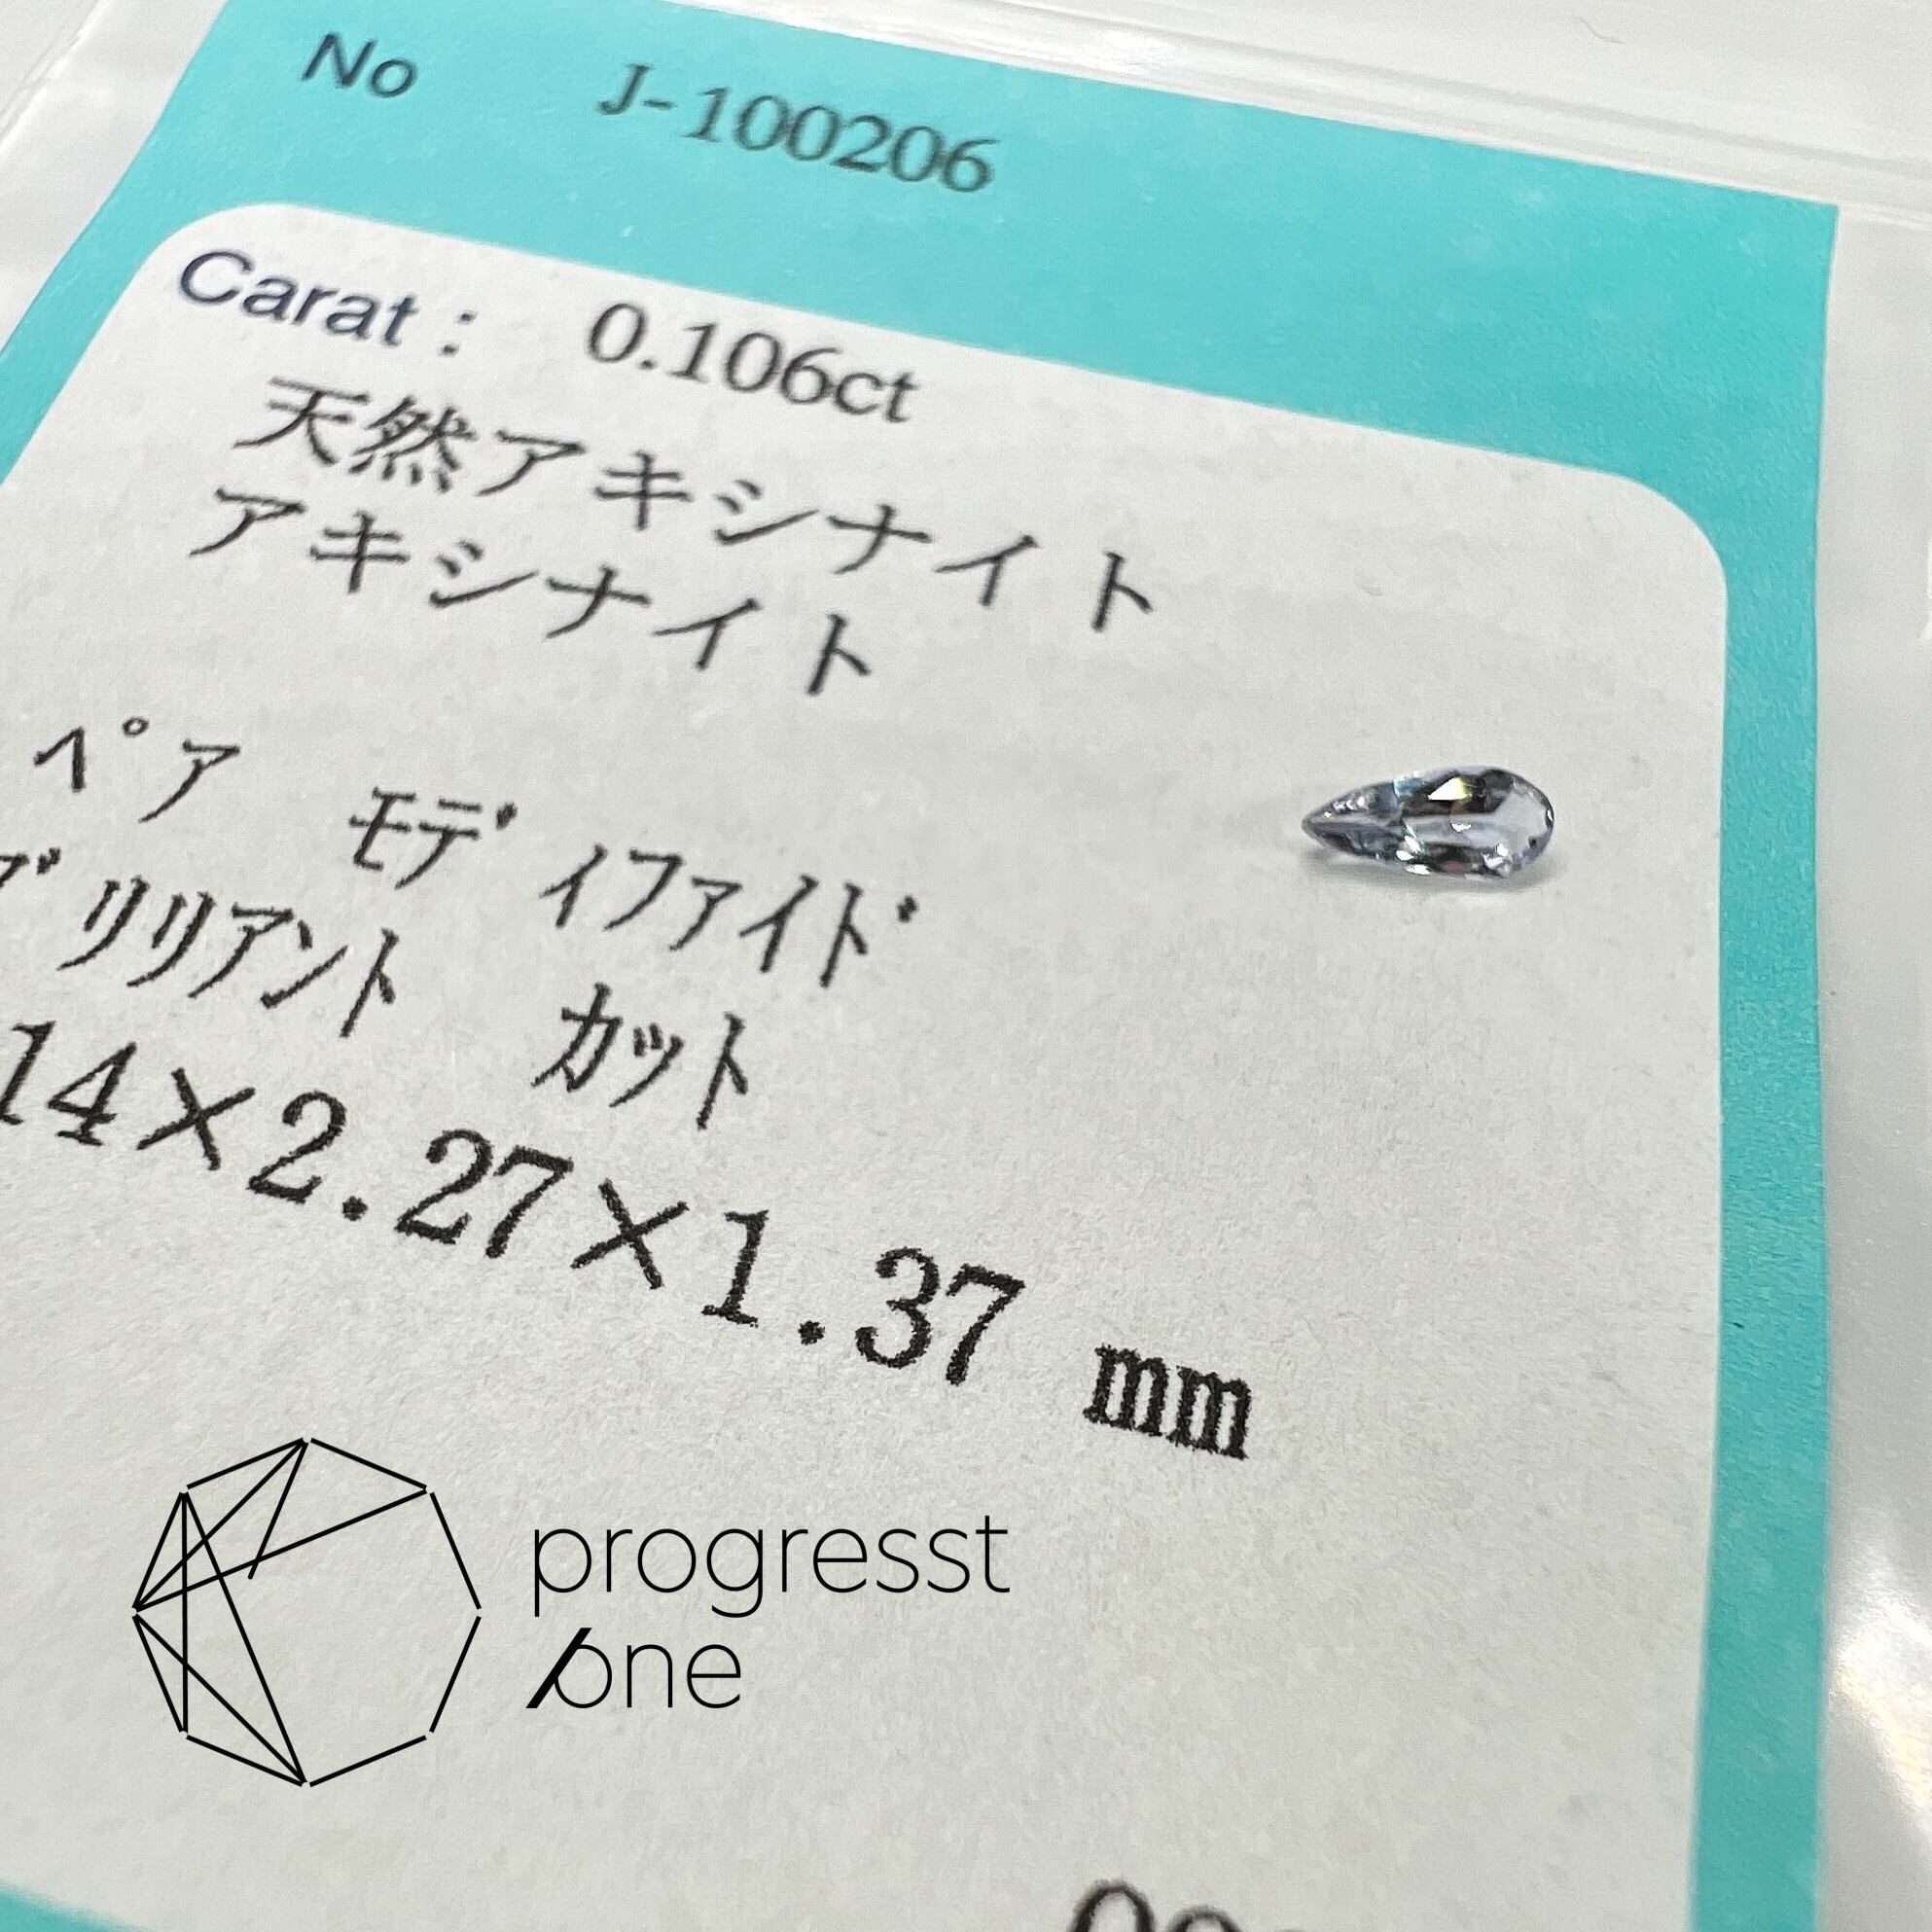 No J-100206
Carat : 0.106ct
天然アキシナイト
アキシナイト
ペア モディファイド
ブリリアント カット
14×2.27×1.37 mm
progresst
one